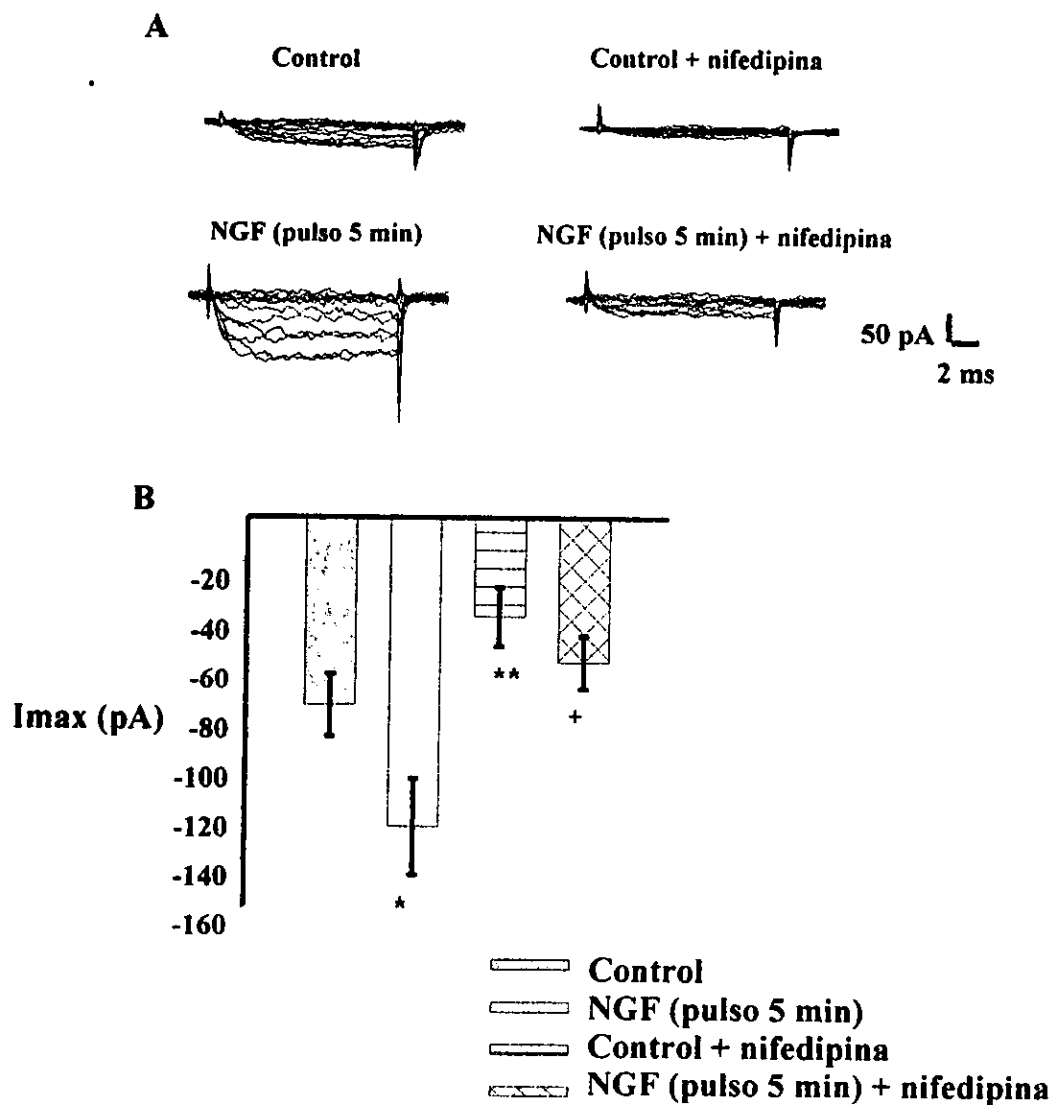 A
Control
Control + nifedipina
NGF (pulso 5 min)
NGF (pulso 5 min) + nifedipina
50 pA
2 ms
B
-20
-40
-60
-80
-100
-120
-140
-160
Imax (pA)
*
**
+
Control
NGF (pulso 5 min)
Control + nifedipina
NGF (pulso 5 min) + nifedipina